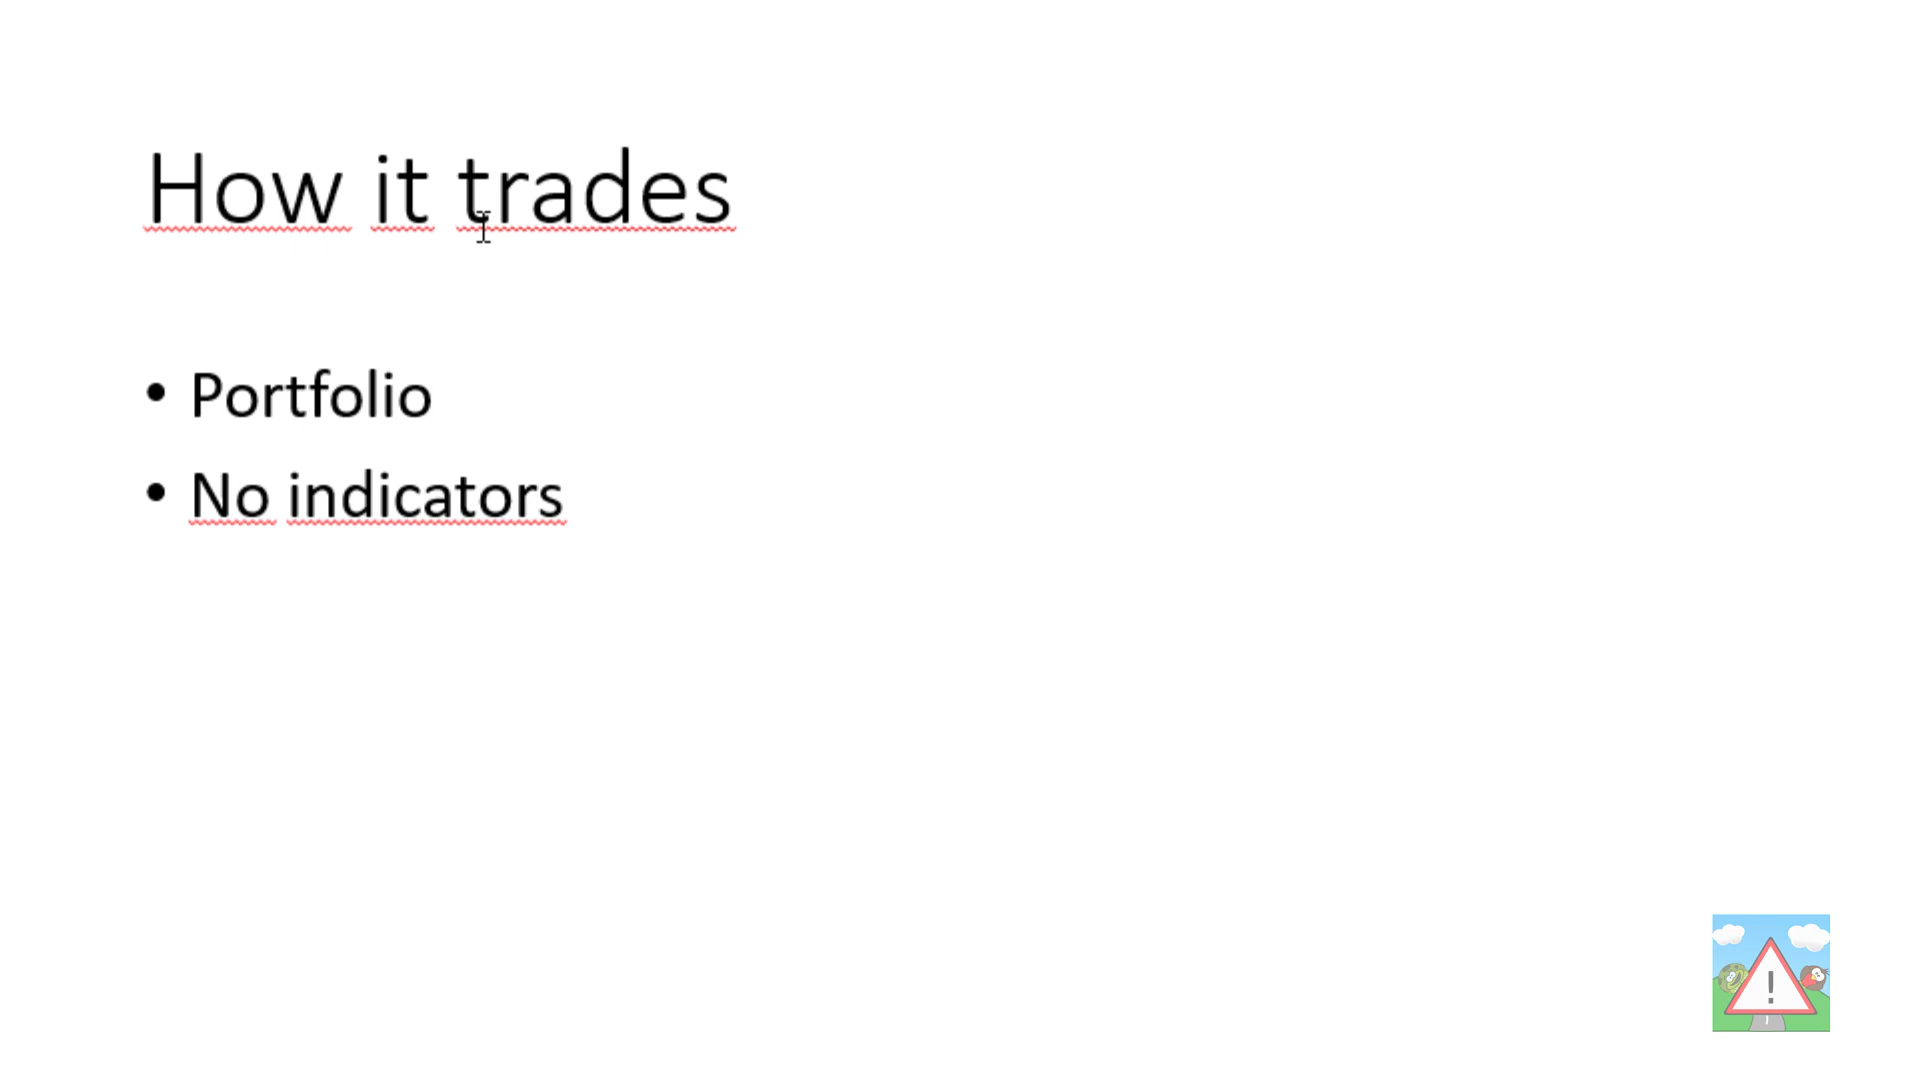 How it trades
• Portfolio
• No indicators
!